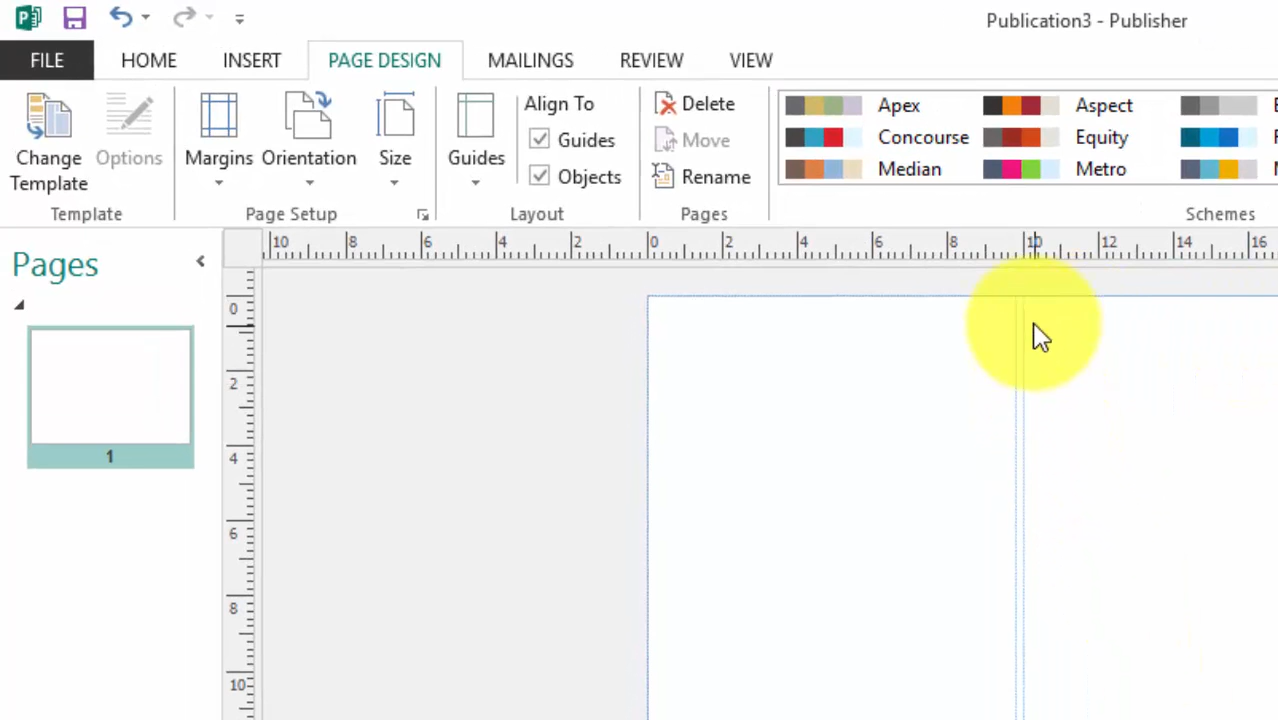 Publication3 - Publisher
FILE HOME INSERT PAGE DESIGN MAILINGS REVIEW VIEW
Change Template
Options
Template
Margins
Orientation
Size
Page Setup
Guides
Align To
Guides
Objects
Layout
Delete
Move
Rename
Pages
Apex
Aspect
Concourse
Equity
Median
Metro
Schemes
Pages
1
10 8 6 4 2 0 2 4 6 8 10 12 14 16
0
2
4
6
8
10